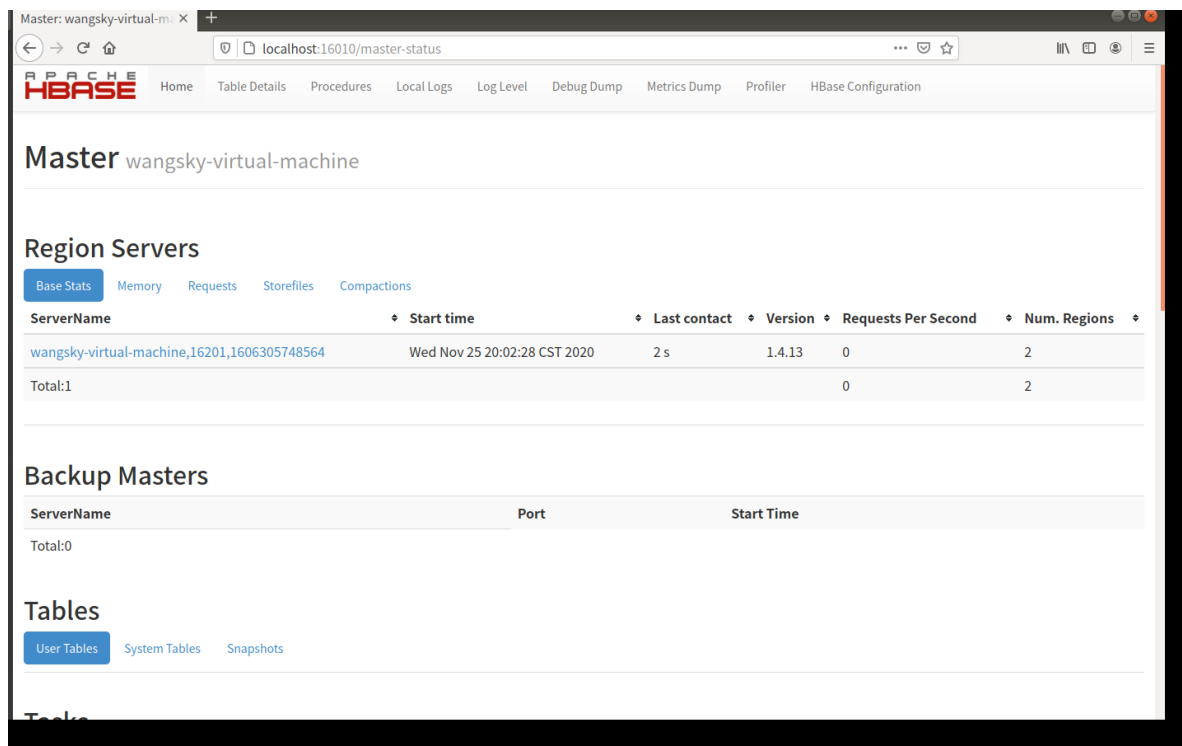 Master: wangsky-virtual-ma
localhost:16010/master-status
APACHE
HBASE
Home Table Details Procedures Local Logs Log Level Debug Dump Metrics Dump Profiler HBase Configuration
Master wangsky-virtual-machine
Region Servers
Base Stats Memory Requests Storefiles Compactions
ServerName Start time Last contact Version Requests Per Second Num. Regions
wangsky-virtual-machine,16201,1606305748564 Wed Nov 25 20:02:28 CST 2020 2 s 1.4.13 0 2
Total:1 0 2
Backup Masters
ServerName Port Start Time
Total:0
Tables
User Tables System Tables Snapshots
Tasks